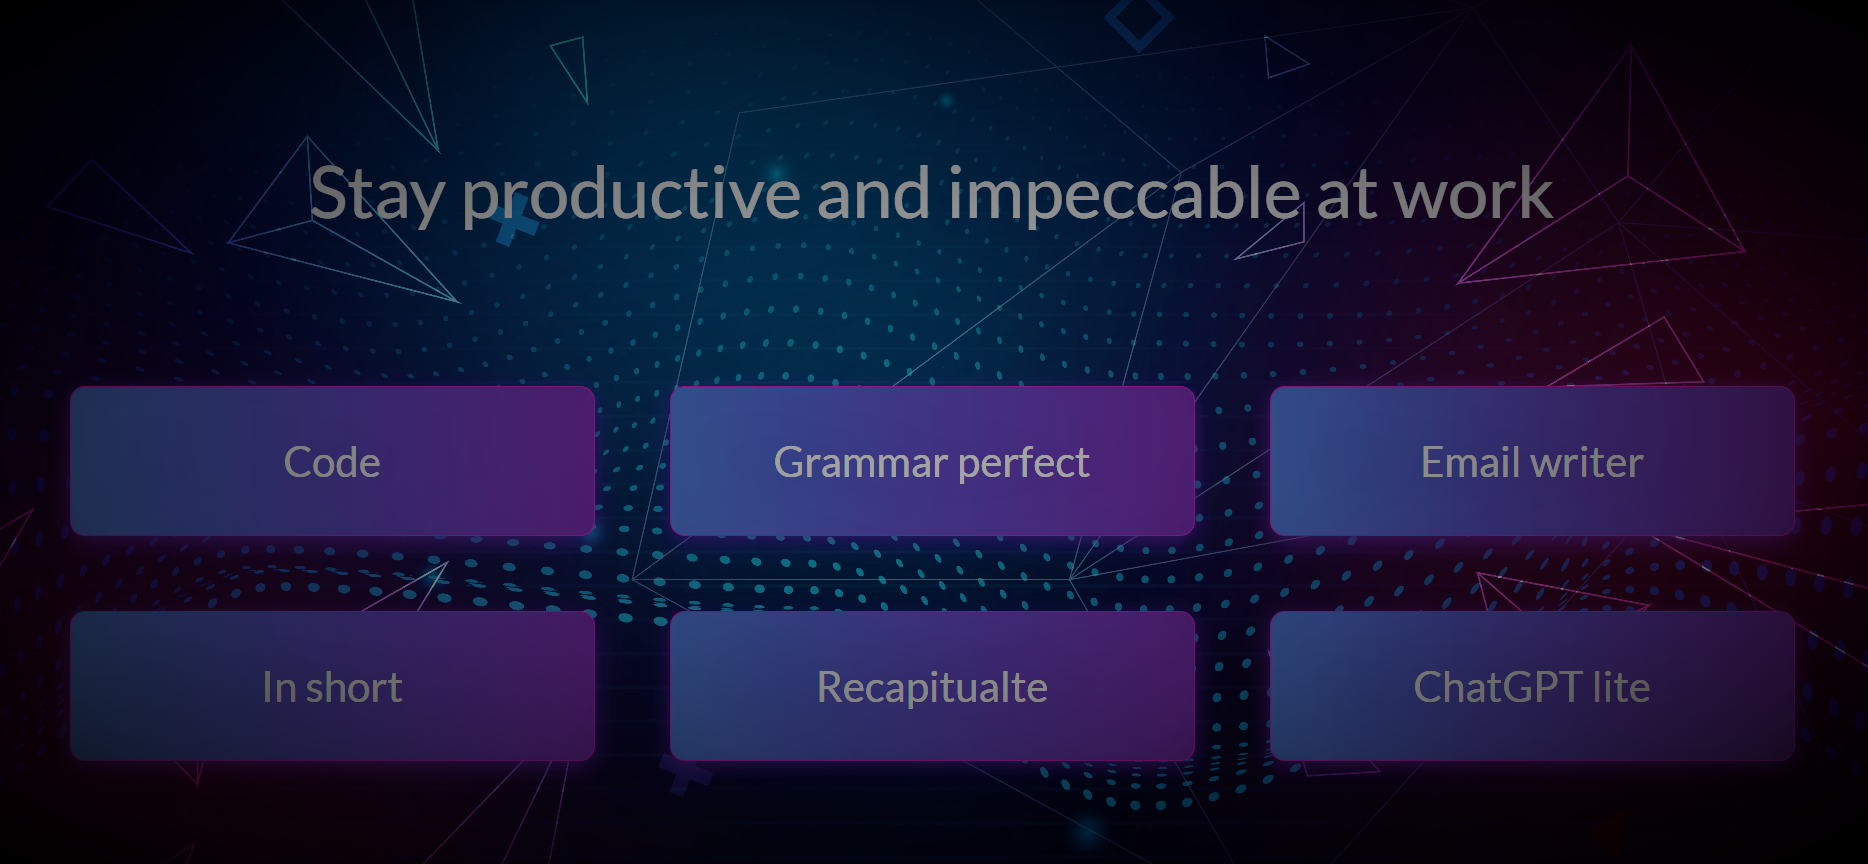 Stay productive and impeccable at work
Code
Grammar perfect
Email writer
In short
Recapitualte
ChatGPT lite